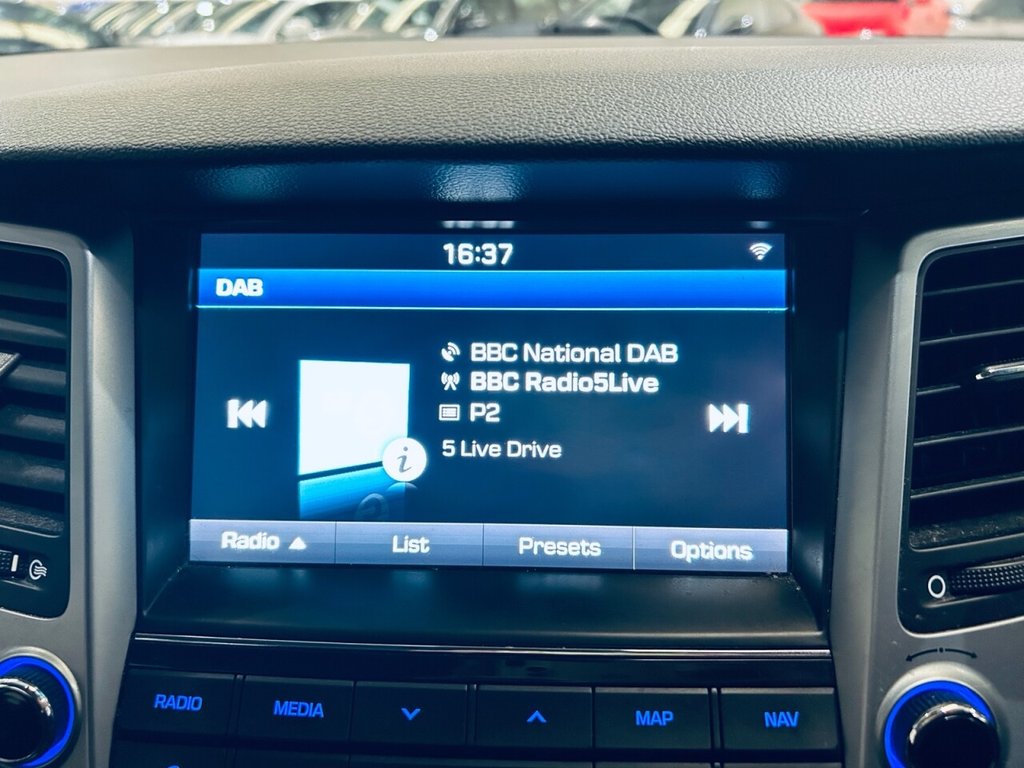 16:37
DAB
BBC National DAB
BBC Radio5Live
P2
5 Live Drive
i
Radio ▲
List
Presets
Options
RADIO
MEDIA
MAP
NAV